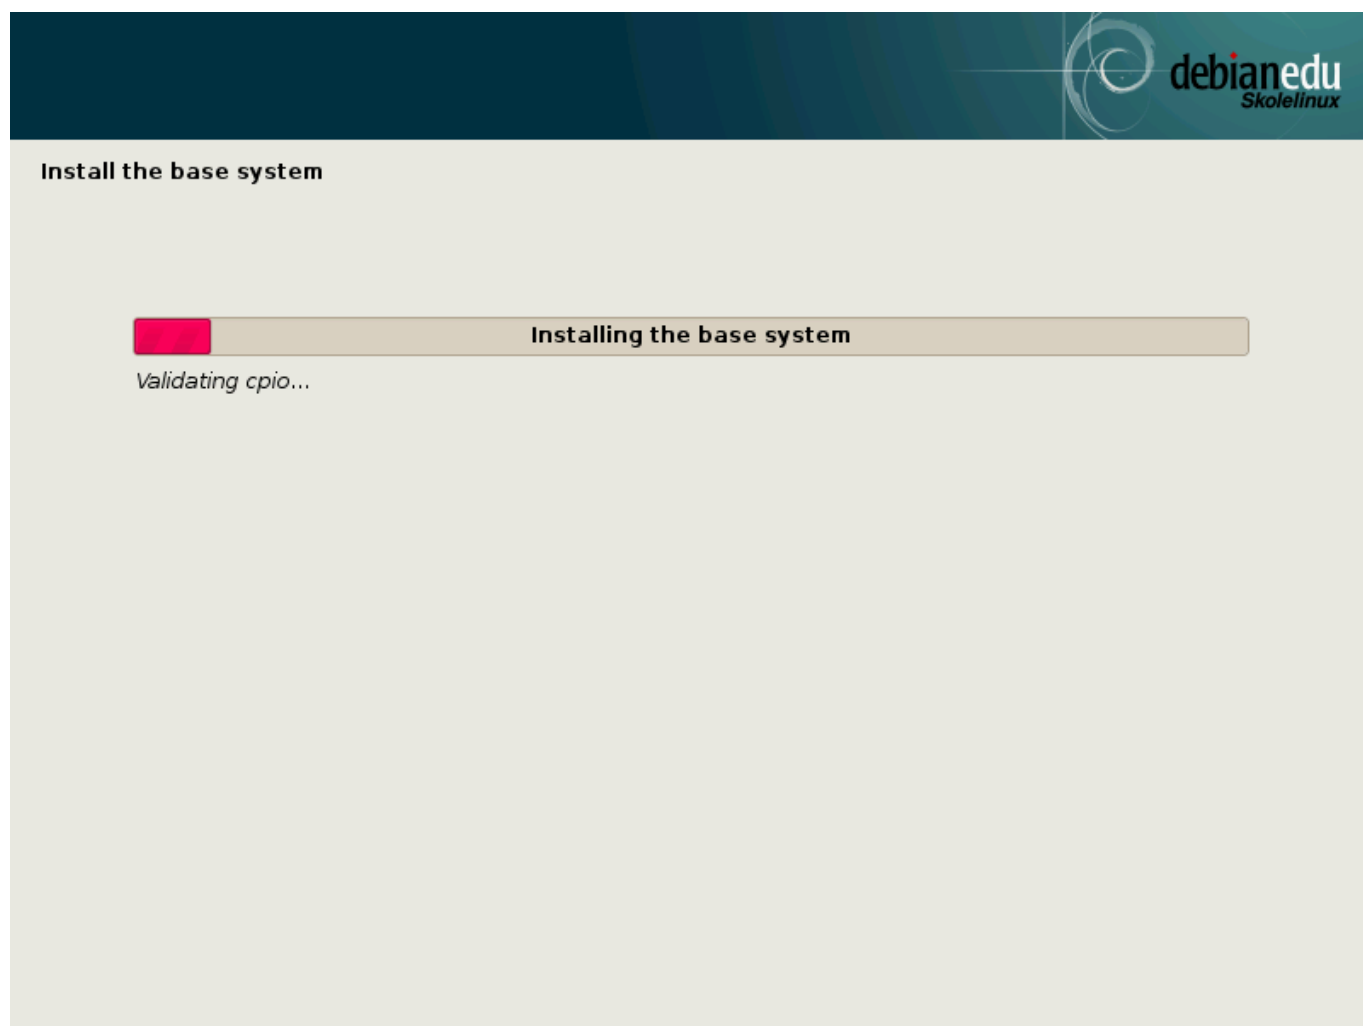 debianedu
Skolelinux
Install the base system
Installing the base system
Validating cpio...